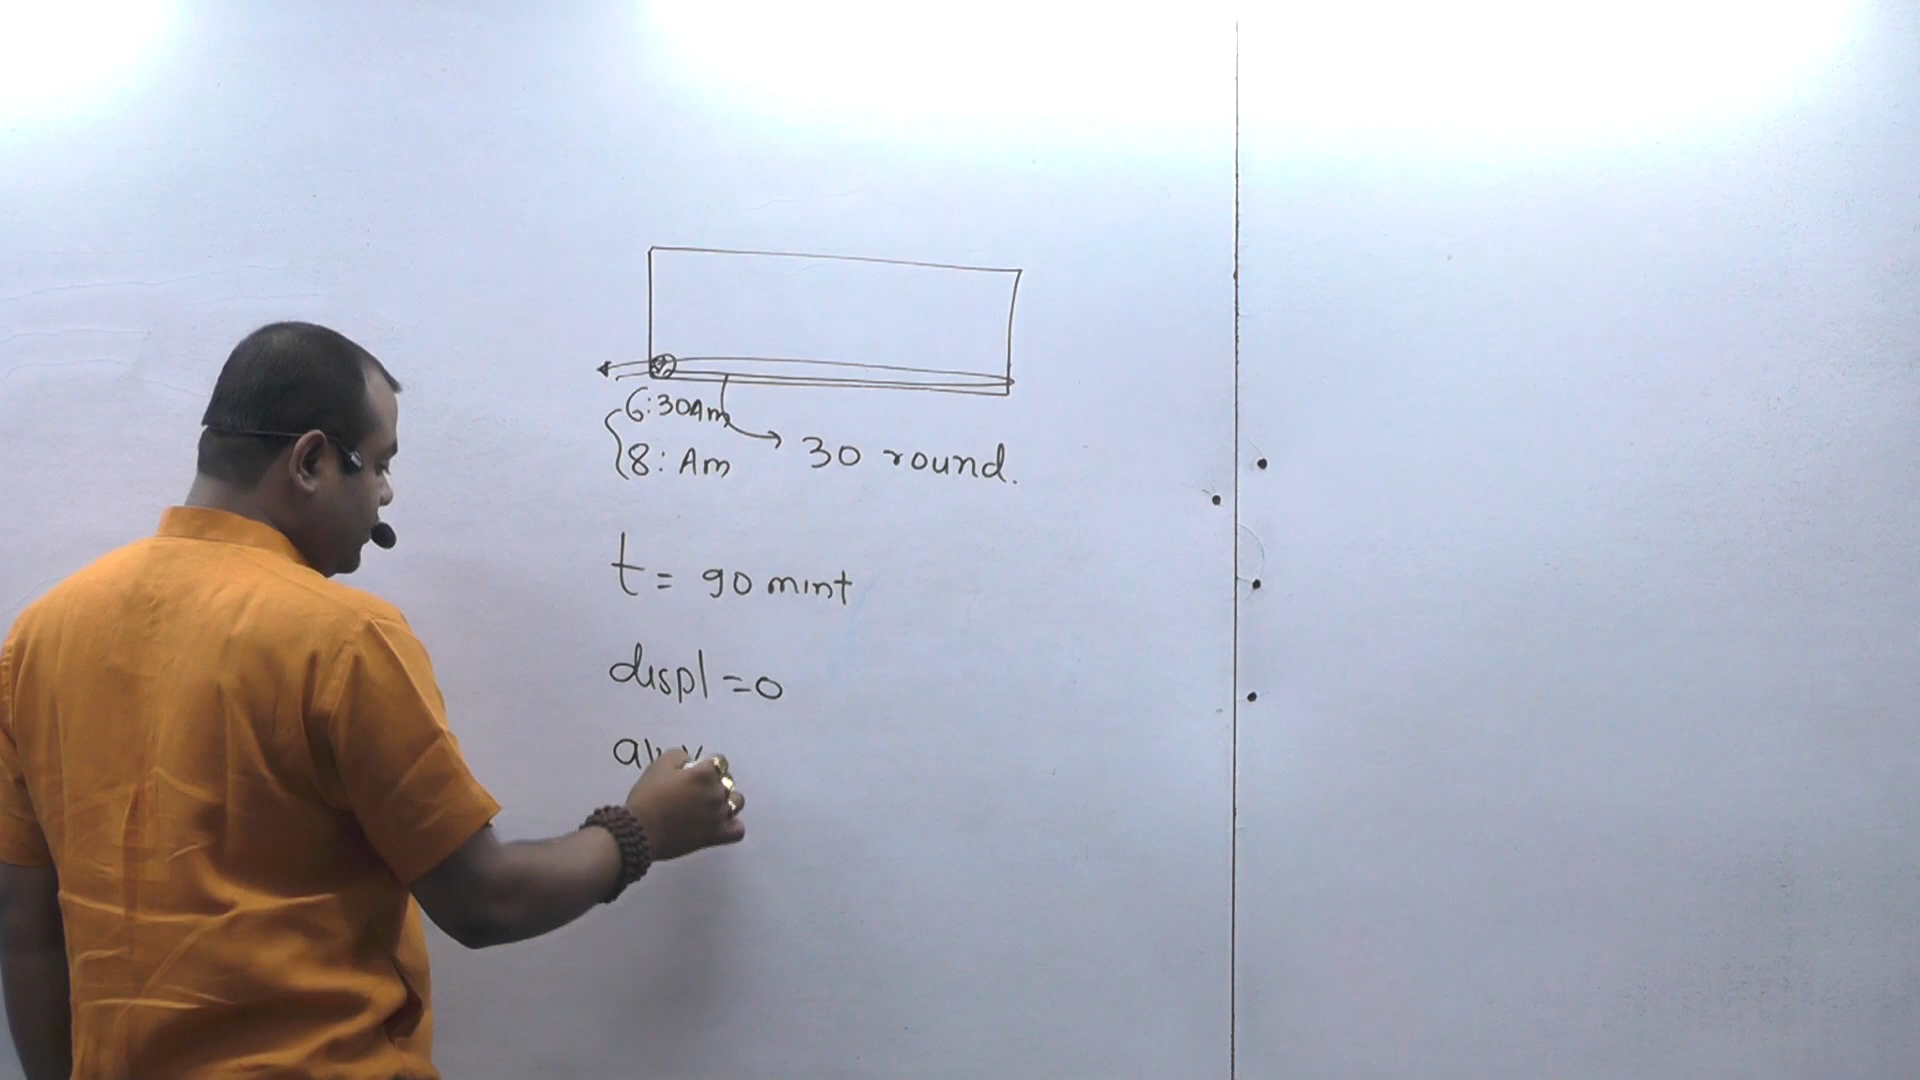 6:30Am
8: Am
30 round.
t = 90 mint
displ = 0